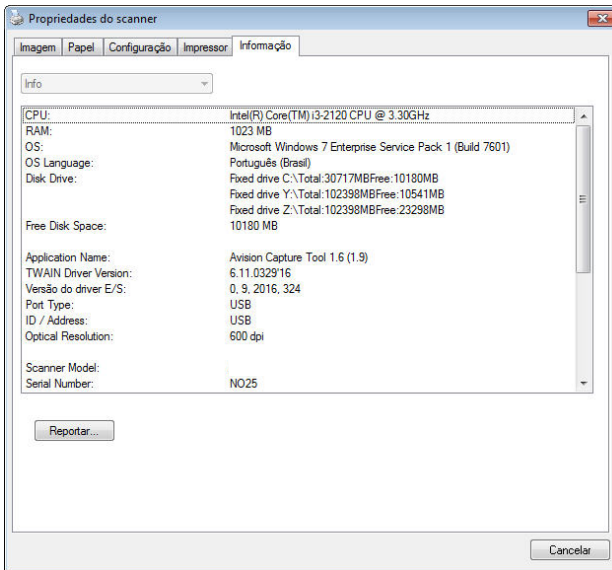 Propriedades do scanner
Imagem Papel Configuração Impressor Informação
Info
CPU: Intel(R) Core(TM) i3-2120 CPU @ 3.30GHz
RAM: 1023 MB
OS: Microsoft Windows 7 Enterprise Service Pack 1 (Build 7601)
OS Language: Português (Brasil)
Disk Drive: Fixed drive C:\Total:30717MBFree:10180MB
Fixed drive Y:\Total:102398MBFree:10541MB
Fixed drive Z:\Total:102398MBFree:23298MB
Free Disk Space: 10180 MB
Application Name: Avision Capture Tool 1.6 (1.9)
TWAIN Driver Version: 6.11.0329'16
Versão do driver E/S: 0, 9, 2016, 324
Port Type: USB
ID / Address: USB
Optical Resolution: 600 dpi
Scanner Model:
Serial Number: NO25
Reportar...
Cancelar